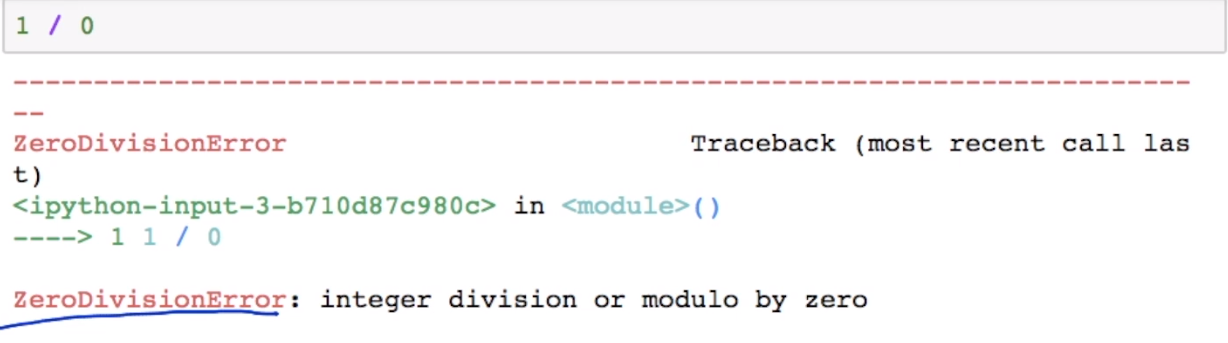 1 / 0
---------------------------------------------------------------------------
--
ZeroDivisionError                         Traceback (most recent call las
t)
<ipython-input-3-b710d87c980c> in <module>()
----> 1 1 / 0

ZeroDivisionError: integer division or modulo by zero